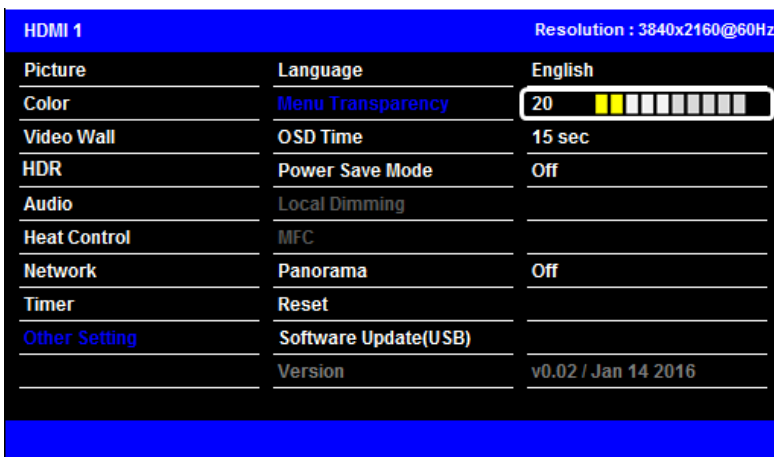 HDMI 1 Resolution : 3840x2160@60Hz
Picture Language English
Color Menu Transparency 20
Video Wall OSD Time 15 sec
HDR Power Save Mode Off
Audio Local Dimming
Heat Control MFC
Network Panorama Off
Timer Reset
Other Setting Software Update(USB)
Version v0.02 / Jan 14 2016